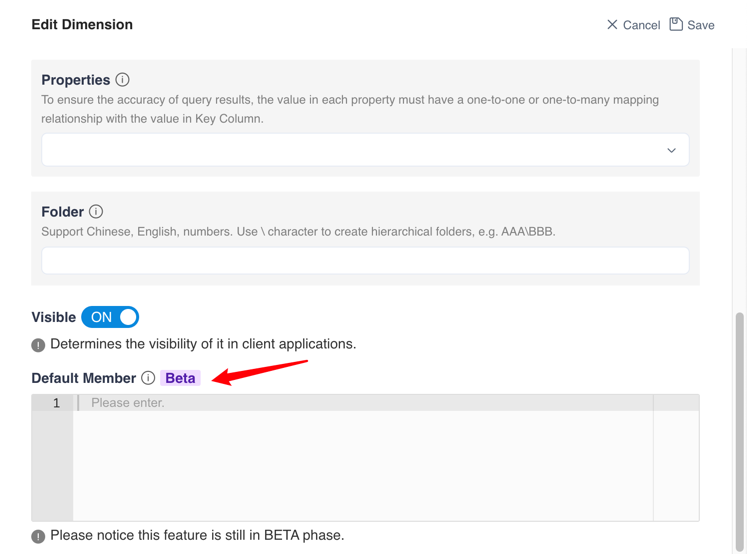 Edit Dimension
Cancel
Save
Properties
To ensure the accuracy of query results, the value in each property must have a one-to-one or one-to-many mapping
relationship with the value in Key Column.
Folder
Support Chinese, English, numbers. Use \ character to create hierarchical folders, e.g. AAA\BBB.
Visible ON
Determines the visibility of it in client applications.
Default Member Beta
1 Please enter.
Please notice this feature is still in BETA phase.